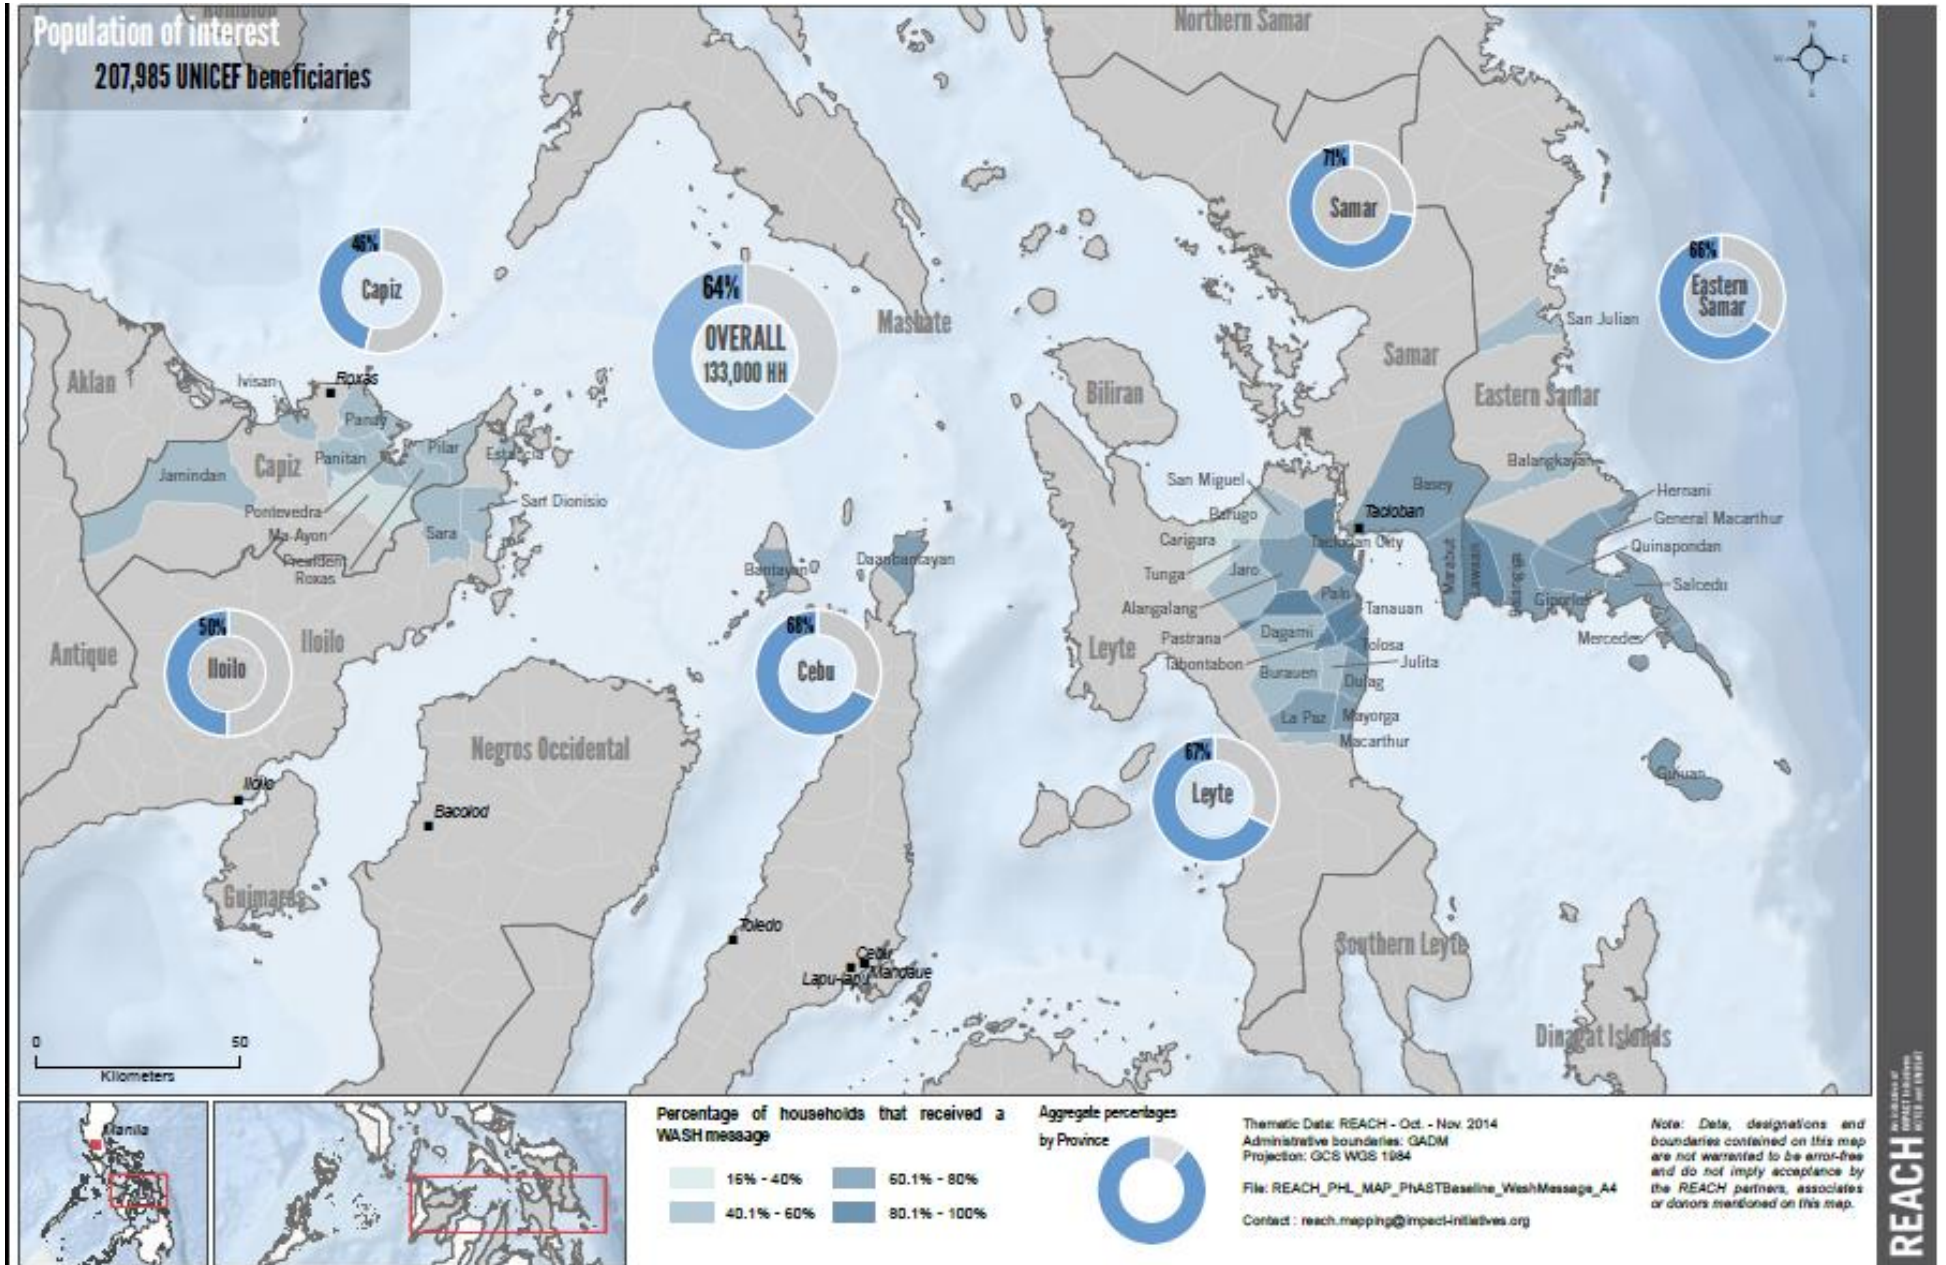 Population of interest
207,985 UNICEF beneficiaries
Northern Samar
N
W
E
71%
Samar
46%
Capiz
66%
Eastern
Samar
64%
OVERALL
133,000 HH
Masbate
San Julian
Aklan
Ivisan
Roxas
Biliran
Samar
Eastern Samar
Panay
Pilar
Capiz
Panitan
Jamindan
San Miguel
Balangkayan
Basey
Hernani
Pontevedra
Sara
Barugo
Tacloban
General Macarthur
Ma-Ayon
Carigara
Tacloban City
Quinapondan
President
Roxas
Bantayan
Daanbantayan
Tunga
Jaro
Marabut
Lawaan
Salcedo
Palo
Giporlos
Alangalang
Tanauan
50%
Iloilo
Iloilo
68%
Cebu
Antique
Leyte
Pastrana
Dagami
Tolosa
Mercedes
Tabontabon
Julita
Burauen
Dulag
La Paz
Mayorga
Macarthur
Negros Occidental
67%
Leyte
Guiuan
Iloilo
Bacolod
Guimaras
Toledo
Cebu
Mandaue
Southern Leyte
Dinagat Islands
0
50
Kilometers
Manila
Percentage of households that received a
WASH message
16% - 40%
60.1% - 80%
40.1% - 60%
80.1% - 100%
Aggregate percentages
by Province
Thematic Data: REACH - Oct. - Nov. 2014
Administrative boundaries: GADM
Projection: GCS WGS 1984
File: REACH_PHL_MAP_PhASTBaseline_WashMessage_A4
Contact : reach.mapping@impact-initiatives.org
Note: Data, designations and
boundaries contained on this map
are not warranted to be error-free
and do not imply acceptance by
the REACH partners, associates
or donors mentioned on this map.
REACH